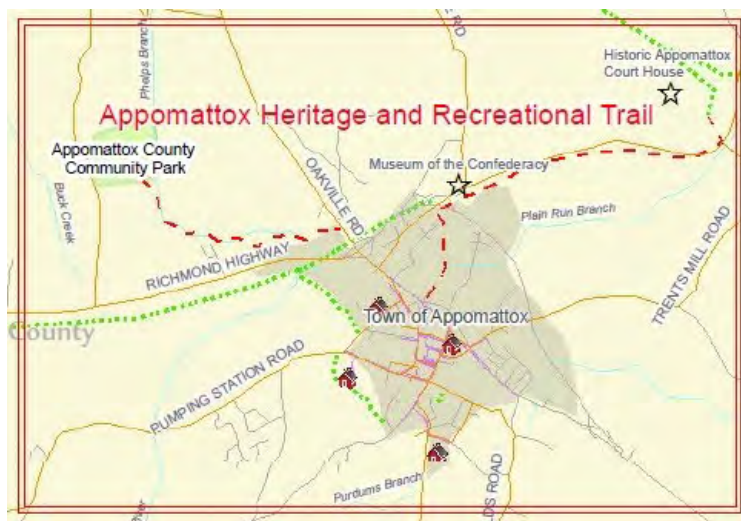 Phelps Branch
RD
Historic Appomattox
Court House
Appomattox Heritage and Recreational Trail
Appomattox County
Community Park
Buck Creek
OAKVILLE RD
Museum of the Confederacy
Plain Run Branch
RICHMOND HIGHWAY
TRENTS MILL ROAD
Town of Appomattox
County
PUMPING STATION ROAD
Purdums Branch
LDS ROAD